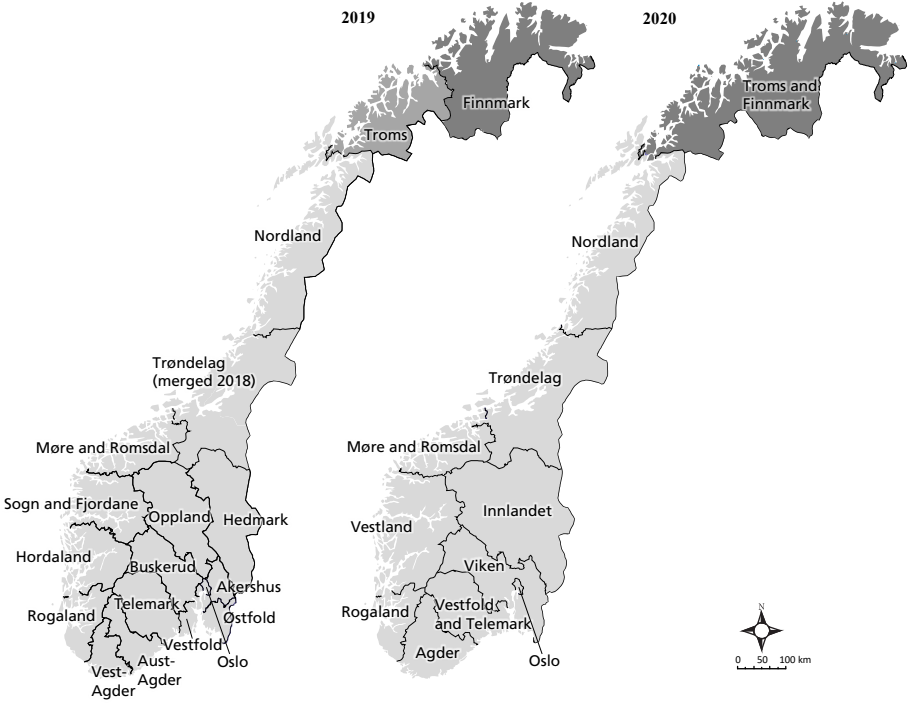 2019
Finnmark
Troms
Nordland
Trøndelag
(merged 2018)
Møre and Romsdal
Sogn and Fjordane
Oppland
Hedmark
Hordaland
Buskerud
Akershus
Telemark
Rogaland
Østfold
Vestfold
Oslo
Aust-
Agder
Vest-
Agder
2020
Troms and
Finnmark
Nordland
Trøndelag
Møre and Romsdal
Innlandet
Vestland
Viken
Rogaland
Vestfold
and Telemark
Agder
Oslo
N
0 50 100 km